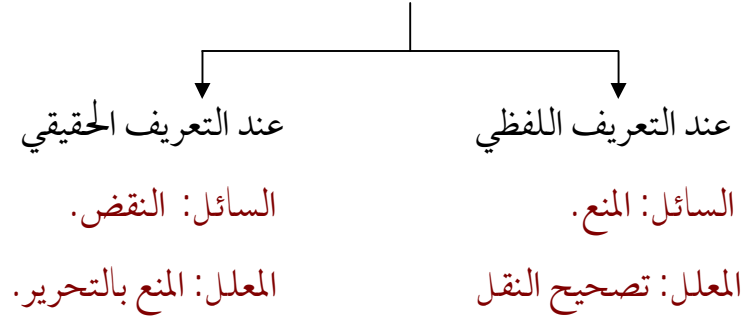 عند التعريف اللفظي
السائل: المنع.
المعلل: تصحيح النقل
عند التعريف الحقيقي
السائل: النقض.
المعلل: المنع بالتحرير.